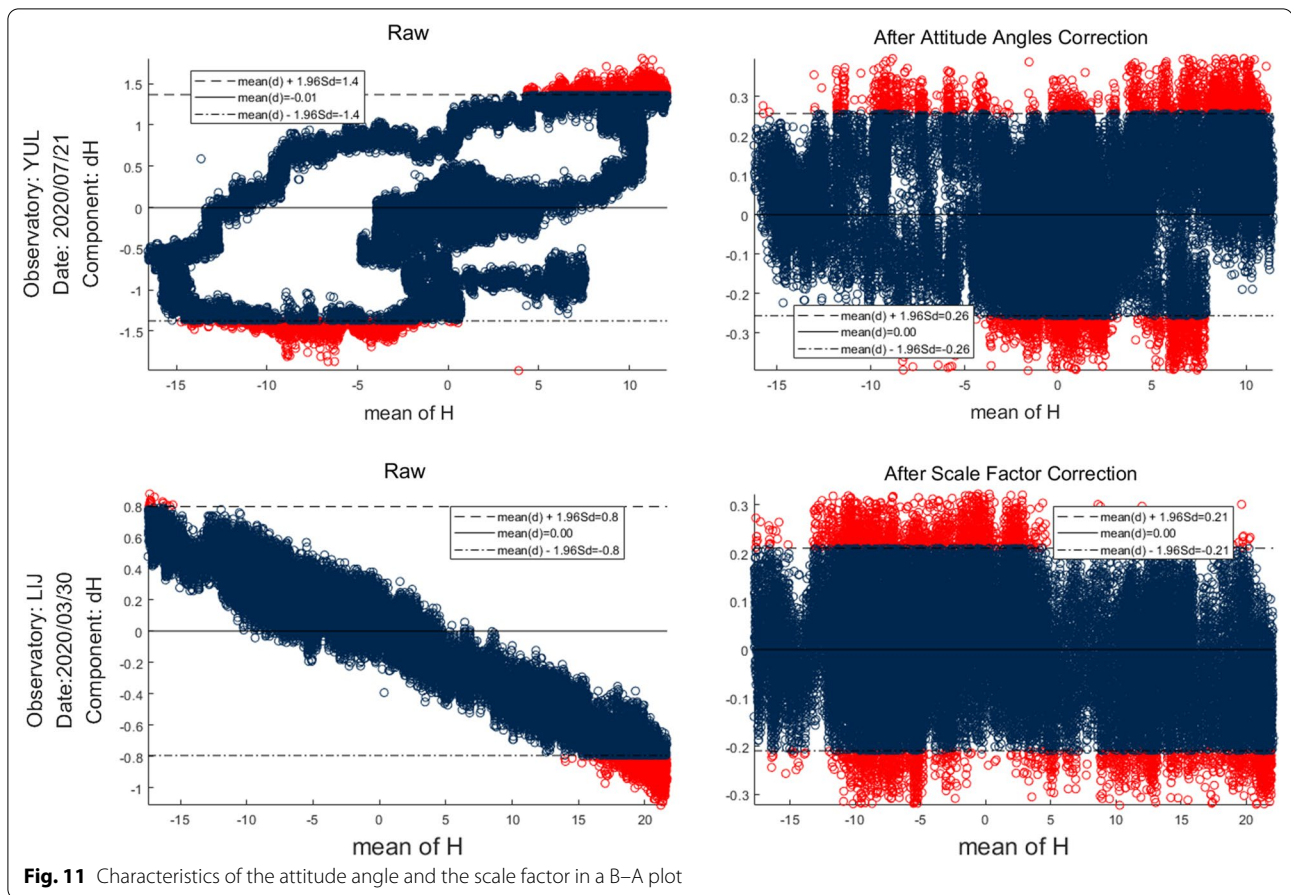 Observatory: YUL
Date: 2020/07/21
Component: dH
Raw
mean(d) + 1.96Sd=1.4
mean(d)=-0.01
mean(d) - 1.96Sd=-1.4
1.5
1
0.5
0
-0.5
-1
-1.5
-15
-10
-5
0
5
10
mean of H
After Attitude Angles Correction
0.3
0.2
0.1
0
-0.1
-0.2
-0.3
mean(d) + 1.96Sd=0.26
mean(d)=0.00
mean(d) - 1.96Sd=-0.26
-15
-10
-5
0
5
10
mean of H
Observatory: LIJ
Date:2020/03/30
Component: dH
Raw
mean(d) + 1.96Sd=0.8
mean(d)=0.00
mean(d) - 1.96Sd=-0.8
0.8
0.6
0.4
0.2
0
-0.2
-0.4
-0.6
-0.8
-1
-15
-10
-5
0
5
10
15
20
mean of H
After Scale Factor Correction
mean(d) + 1.96Sd=0.21
mean(d)=0.00
mean(d) - 1.96Sd=-0.21
0.3
0.2
0.1
0
-0.1
-0.2
-0.3
-15
-10
-5
0
5
10
15
20
mean of H
Fig. 11 Characteristics of the attitude angle and the scale factor in a B–A plot